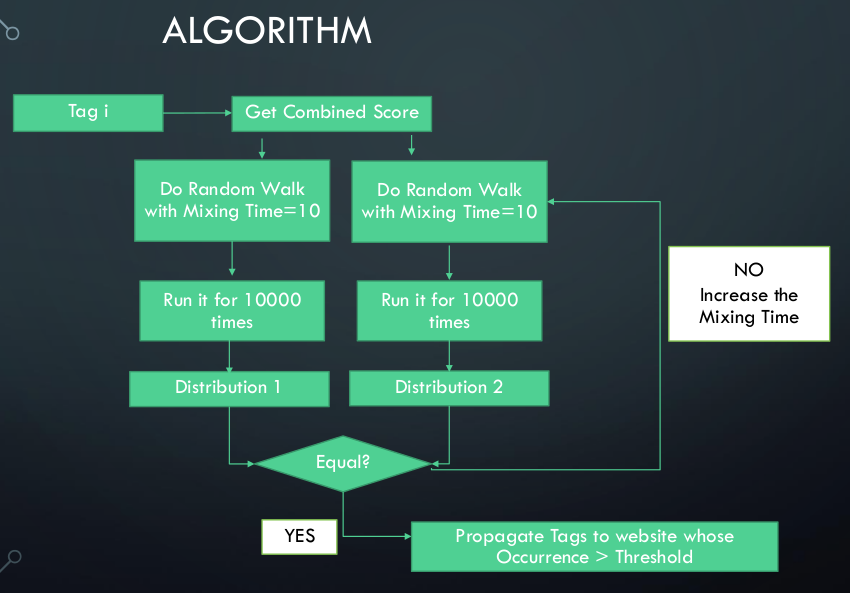 ALGORITHM
Tag i
Get Combined Score
Do Random Walk
with Mixing Time=10
Do Random Walk
with Mixing Time=10
NO
Increase the
Mixing Time
Run it for 10000
times
Run it for 10000
times
Distribution 1
Distribution 2
Equal?
YES
Propagate Tags to website whose
Occurrence > Threshold